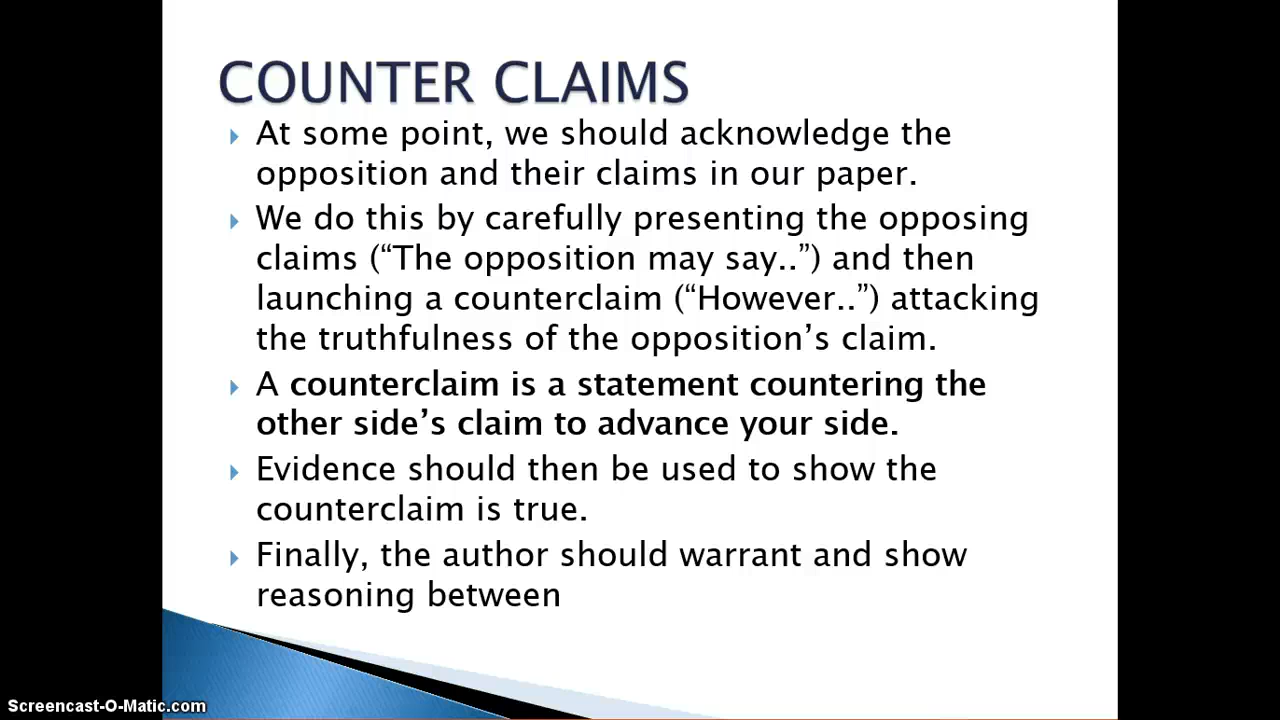 COUNTER CLAIMS
At some point, we should acknowledge the
opposition and their claims in our paper.
We do this by carefully presenting the opposing
claims (“The opposition may say..”) and then
launching a counterclaim (“However..”) attacking
the truthfulness of the opposition’s claim.
A counterclaim is a statement countering the
other side’s claim to advance your side.
Evidence should then be used to show the
counterclaim is true.
Finally, the author should warrant and show
reasoning between
Screencast-O-Matic.com